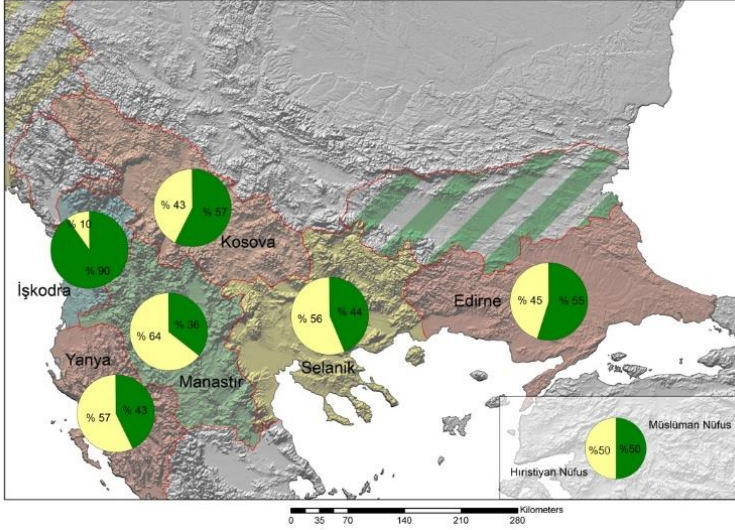 % 43
% 57
Kosova
% 10
% 90
İşkodra
% 45
% 55
Edirne
% 56
% 44
Selanik
% 64
% 36
Manastır
Yanya
% 57
% 43
Müslüman Nüfus
%50
%50
Hıristiyan Nüfus
Kilometers
0 35 70 140 210 280